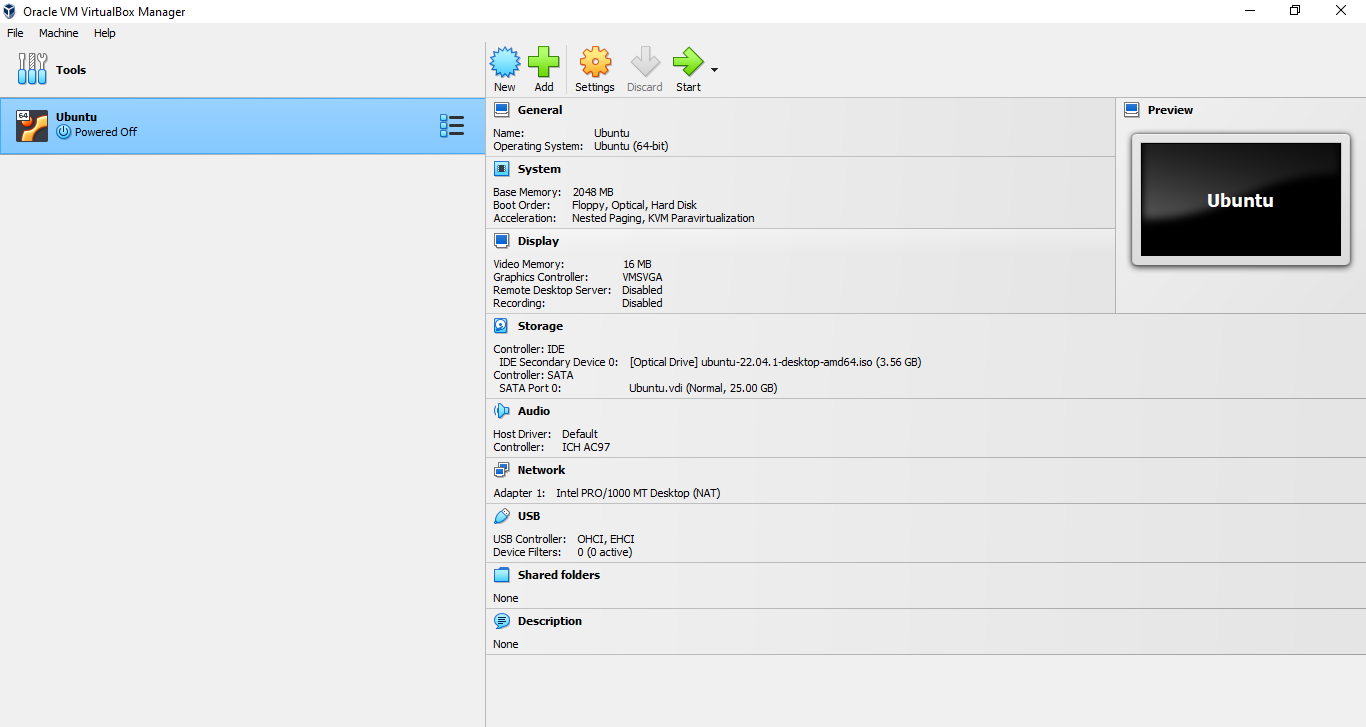 Oracle VM VirtualBox Manager
File Machine Help
Tools
64
Ubuntu
Powered Off
New Add Settings Discard Start
General
Name: Ubuntu
Operating System: Ubuntu (64-bit)
System
Base Memory: 2048 MB
Boot Order: Floppy, Optical, Hard Disk
Acceleration: Nested Paging, KVM Paravirtualization
Display
Video Memory: 16 MB
Graphics Controller: VMSVGA
Remote Desktop Server: Disabled
Recording: Disabled
Preview
Ubuntu
Storage
Controller: IDE
IDE Secondary Device 0: [Optical Drive] ubuntu-22.04.1-desktop-amd64.iso (3.56 GB)
Controller: SATA
SATA Port 0: Ubuntu.vdi (Normal, 25.00 GB)
Audio
Host Driver: Default
Controller: ICH AC97
Network
Adapter 1: Intel PRO/1000 MT Desktop (NAT)
USB
USB Controller: OHCI, EHCI
Device Filters: 0 (0 active)
Shared folders
None
Description
None